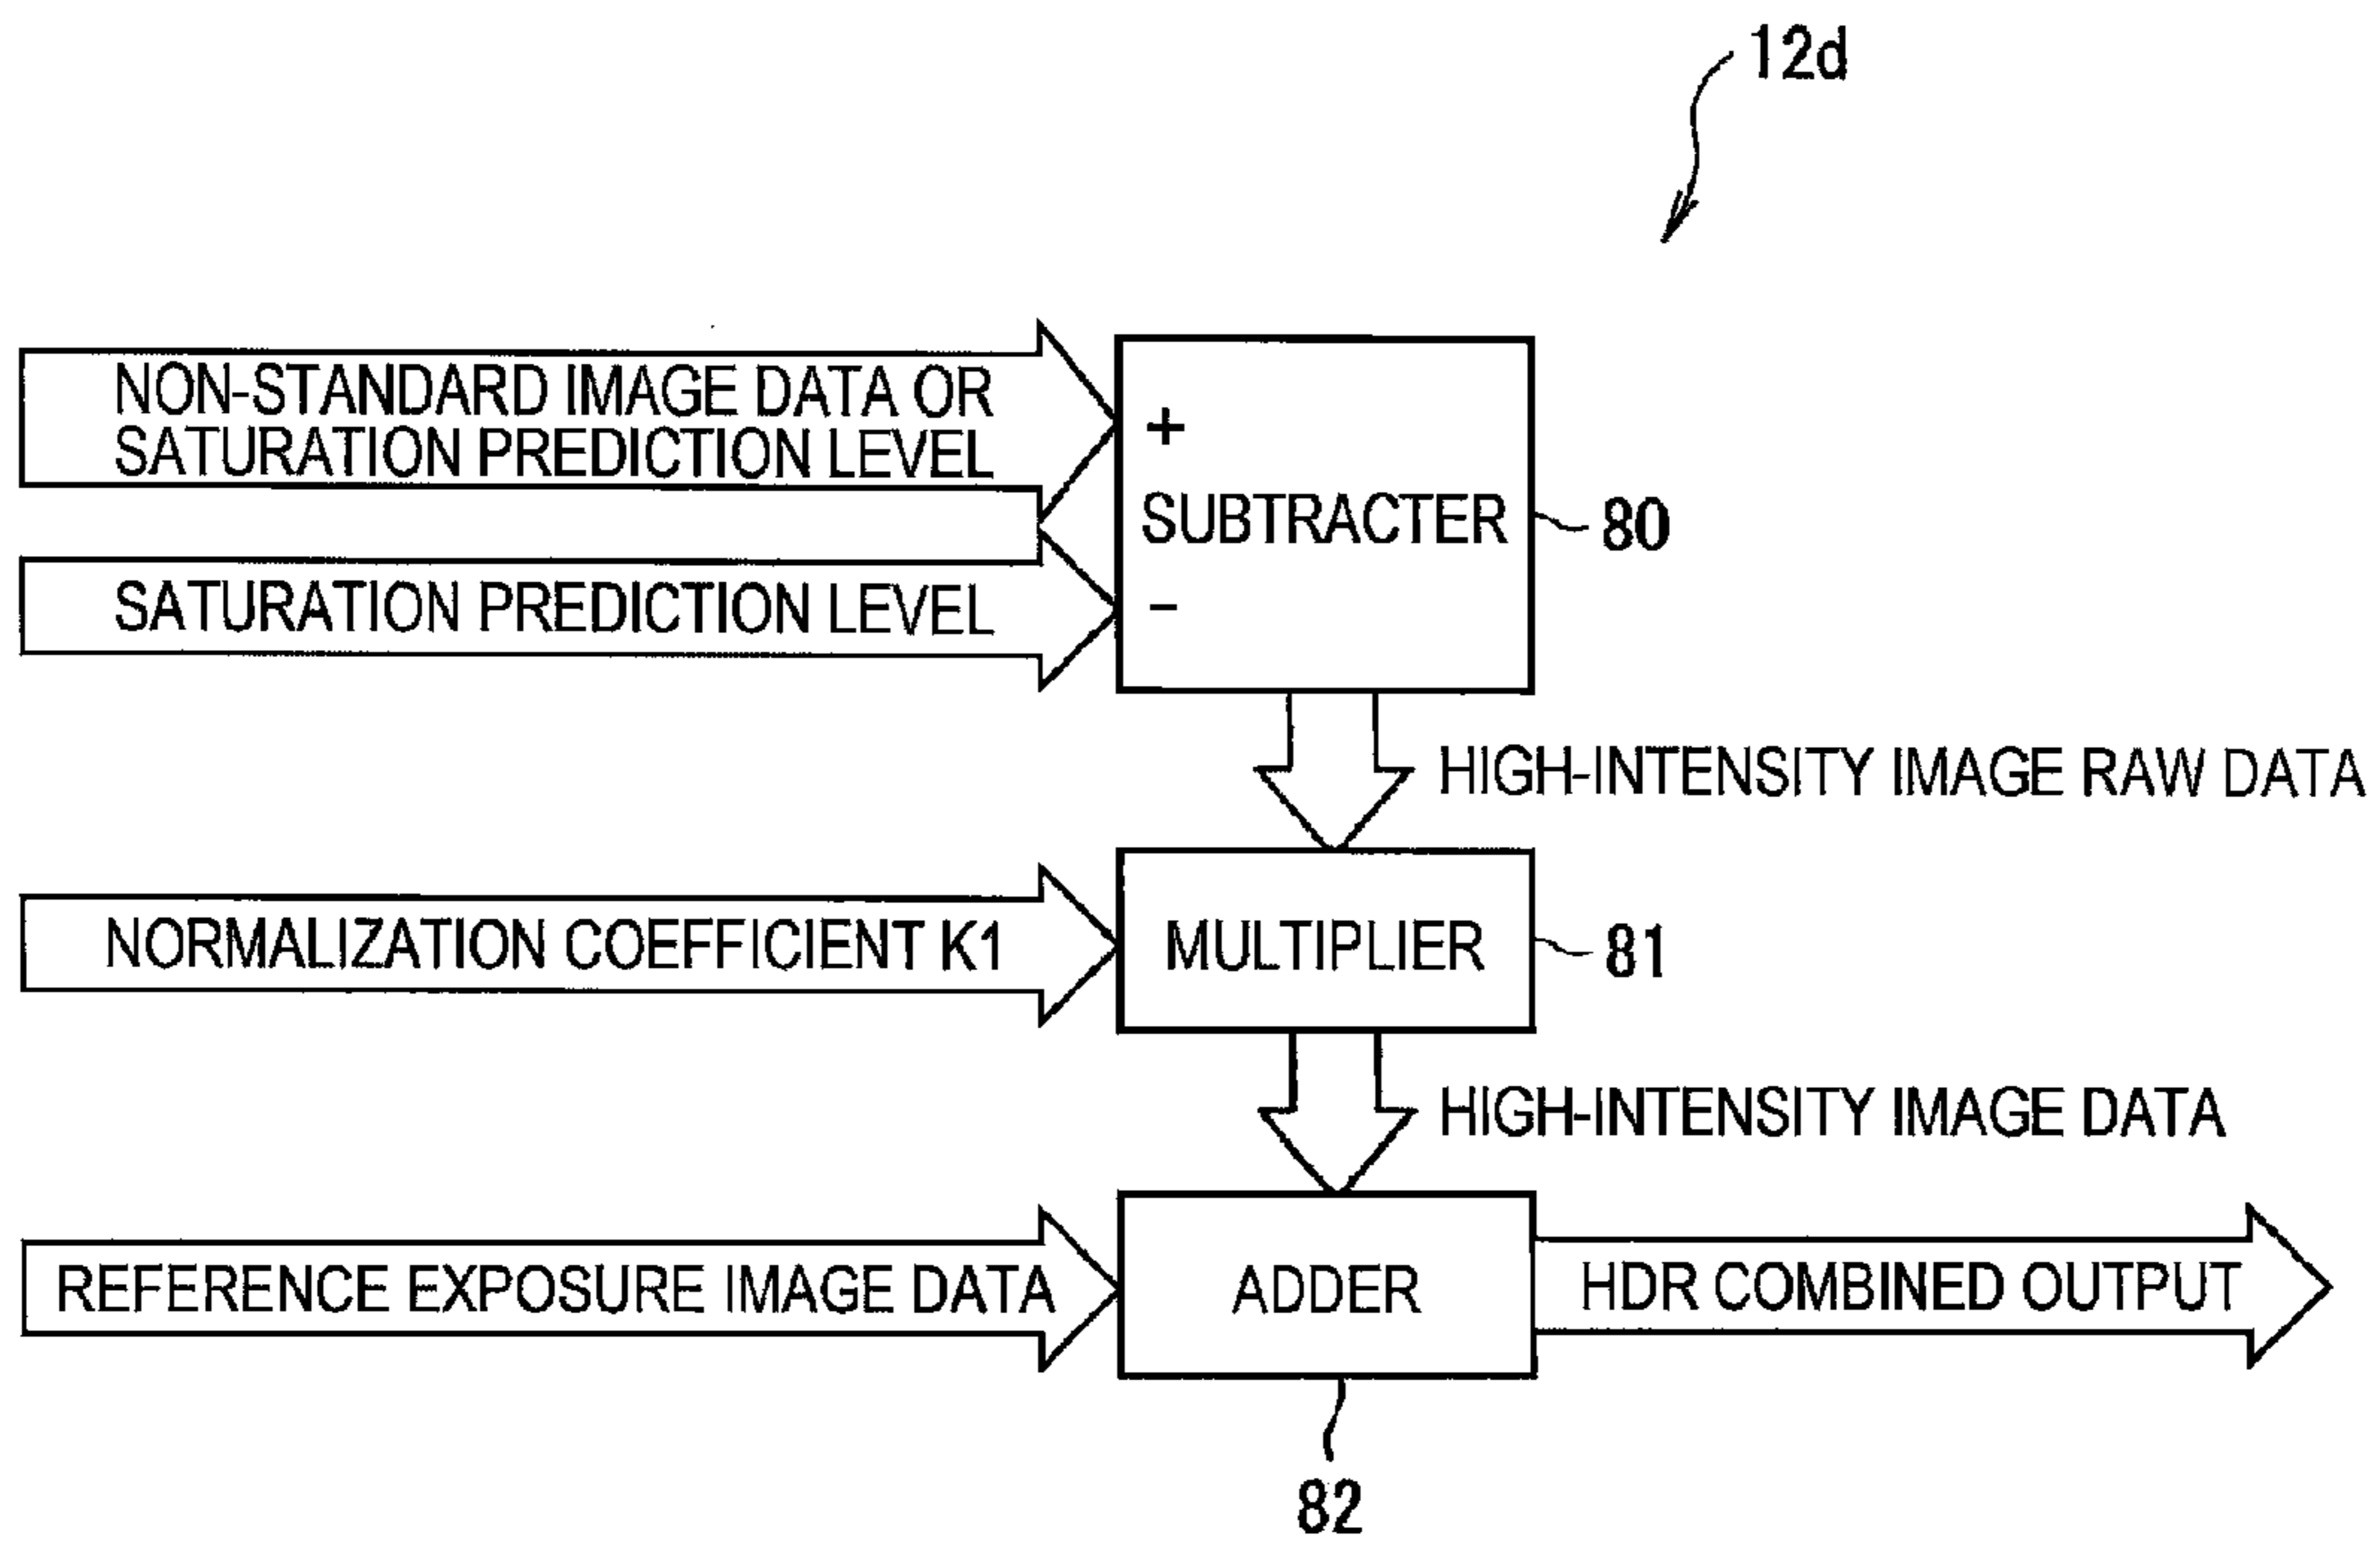 12d
NON-STANDARD IMAGE DATA OR
SATURATION PREDICTION LEVEL
+
SUBTRACTER
80
SATURATION PREDICTION LEVEL
-
HIGH-INTENSITY IMAGE RAW DATA
NORMALIZATION COEFFICIENT K1
MULTIPLIER
81
HIGH-INTENSITY IMAGE DATA
REFERENCE EXPOSURE IMAGE DATA
ADDER
HDR COMBINED OUTPUT
82